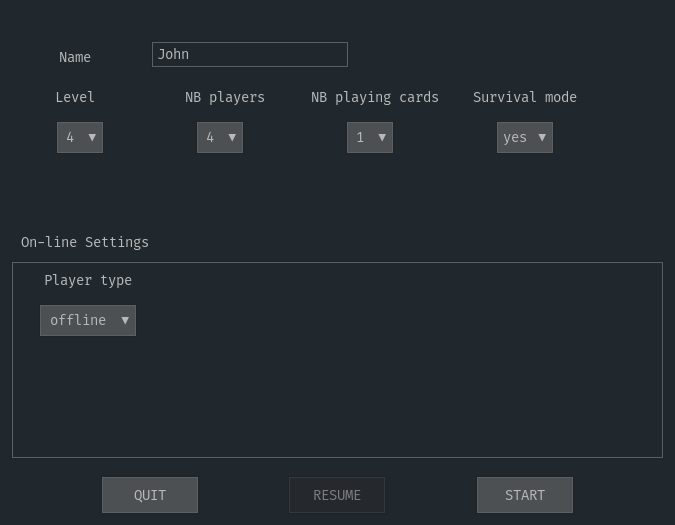 Name John
Level NB players NB playing cards Survival mode
4 ▼ 4 ▼ 1 ▼ yes ▼
On-line Settings
Player type
offline ▼
QUIT RESUME START